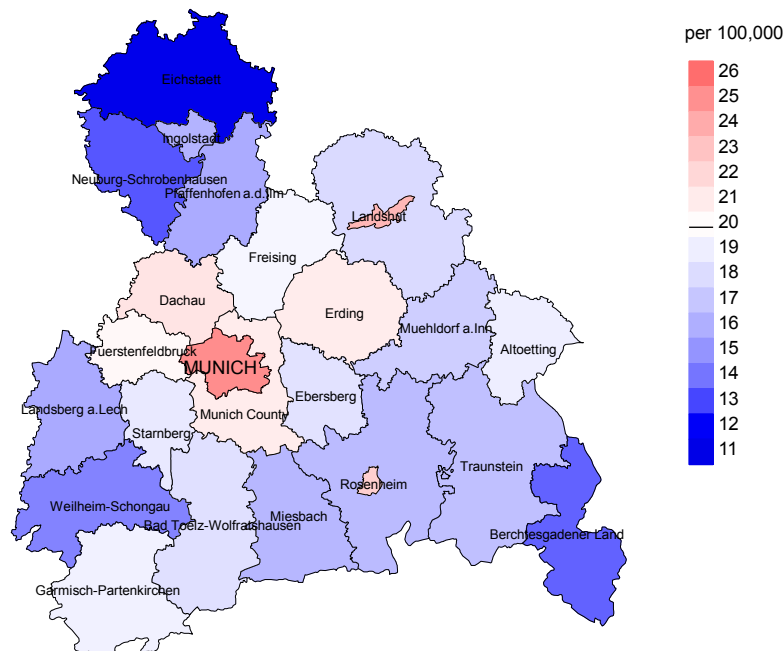 per 100,000
26
25
24
23
22
21
20
19
18
17
16
15
14
13
12
11
Eichstaett
Ingolstadt
Neuburg-Schrobenhausen
Pfaffenhofen a.d.Ilm
Landshut
Freising
Dachau
Erding
Muehldorf a.Inn
Altoetting
Fuerstenfeldbruck
MUNICH
Ebersberg
Landsberg a.Lech
Munich County
Starnberg
Traunstein
Rosenheim
Weilheim-Schongau
Miesbach
Bad Toelz-Wolfratshausen
Berchtesgadener Land
Garmisch-Partenkirchen